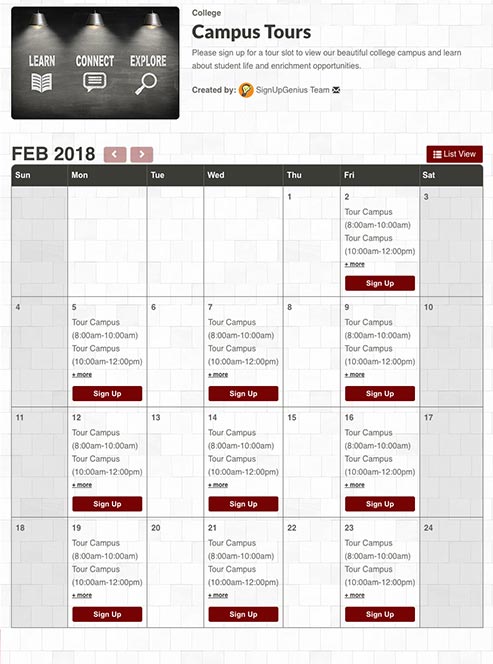 College
Campus Tours
LEARN CONNECT EXPLORE
Please sign up for a tour slot to view our beautiful college campus and learn
about student life and enrichment opportunities.
Created by: SignUpGenius Team
FEB 2018
List View
Sun Mon Tue Wed Thu Fri Sat
1 2 3
Tour Campus
(8:00am-10:00am)
Tour Campus
(10:00am-12:00pm)
+ more
Sign Up
4 5 6 7 8 9 10
Tour Campus Tour Campus Tour Campus
(8:00am-10:00am) (8:00am-10:00am) (8:00am-10:00am)
Tour Campus Tour Campus Tour Campus
(10:00am-12:00pm) (10:00am-12:00pm) (10:00am-12:00pm)
+ more + more + more
Sign Up Sign Up Sign Up
11 12 13 14 15 16 17
Tour Campus Tour Campus Tour Campus
(8:00am-10:00am) (8:00am-10:00am) (8:00am-10:00am)
Tour Campus Tour Campus Tour Campus
(10:00am-12:00pm) (10:00am-12:00pm) (10:00am-12:00pm)
+ more + more + more
Sign Up Sign Up Sign Up
18 19 20 21 22 23 24
Tour Campus Tour Campus Tour Campus
(8:00am-10:00am) (8:00am-10:00am) (8:00am-10:00am)
Tour Campus Tour Campus Tour Campus
(10:00am-12:00pm) (10:00am-12:00pm) (10:00am-12:00pm)
+ more + more + more
Sign Up Sign Up Sign Up